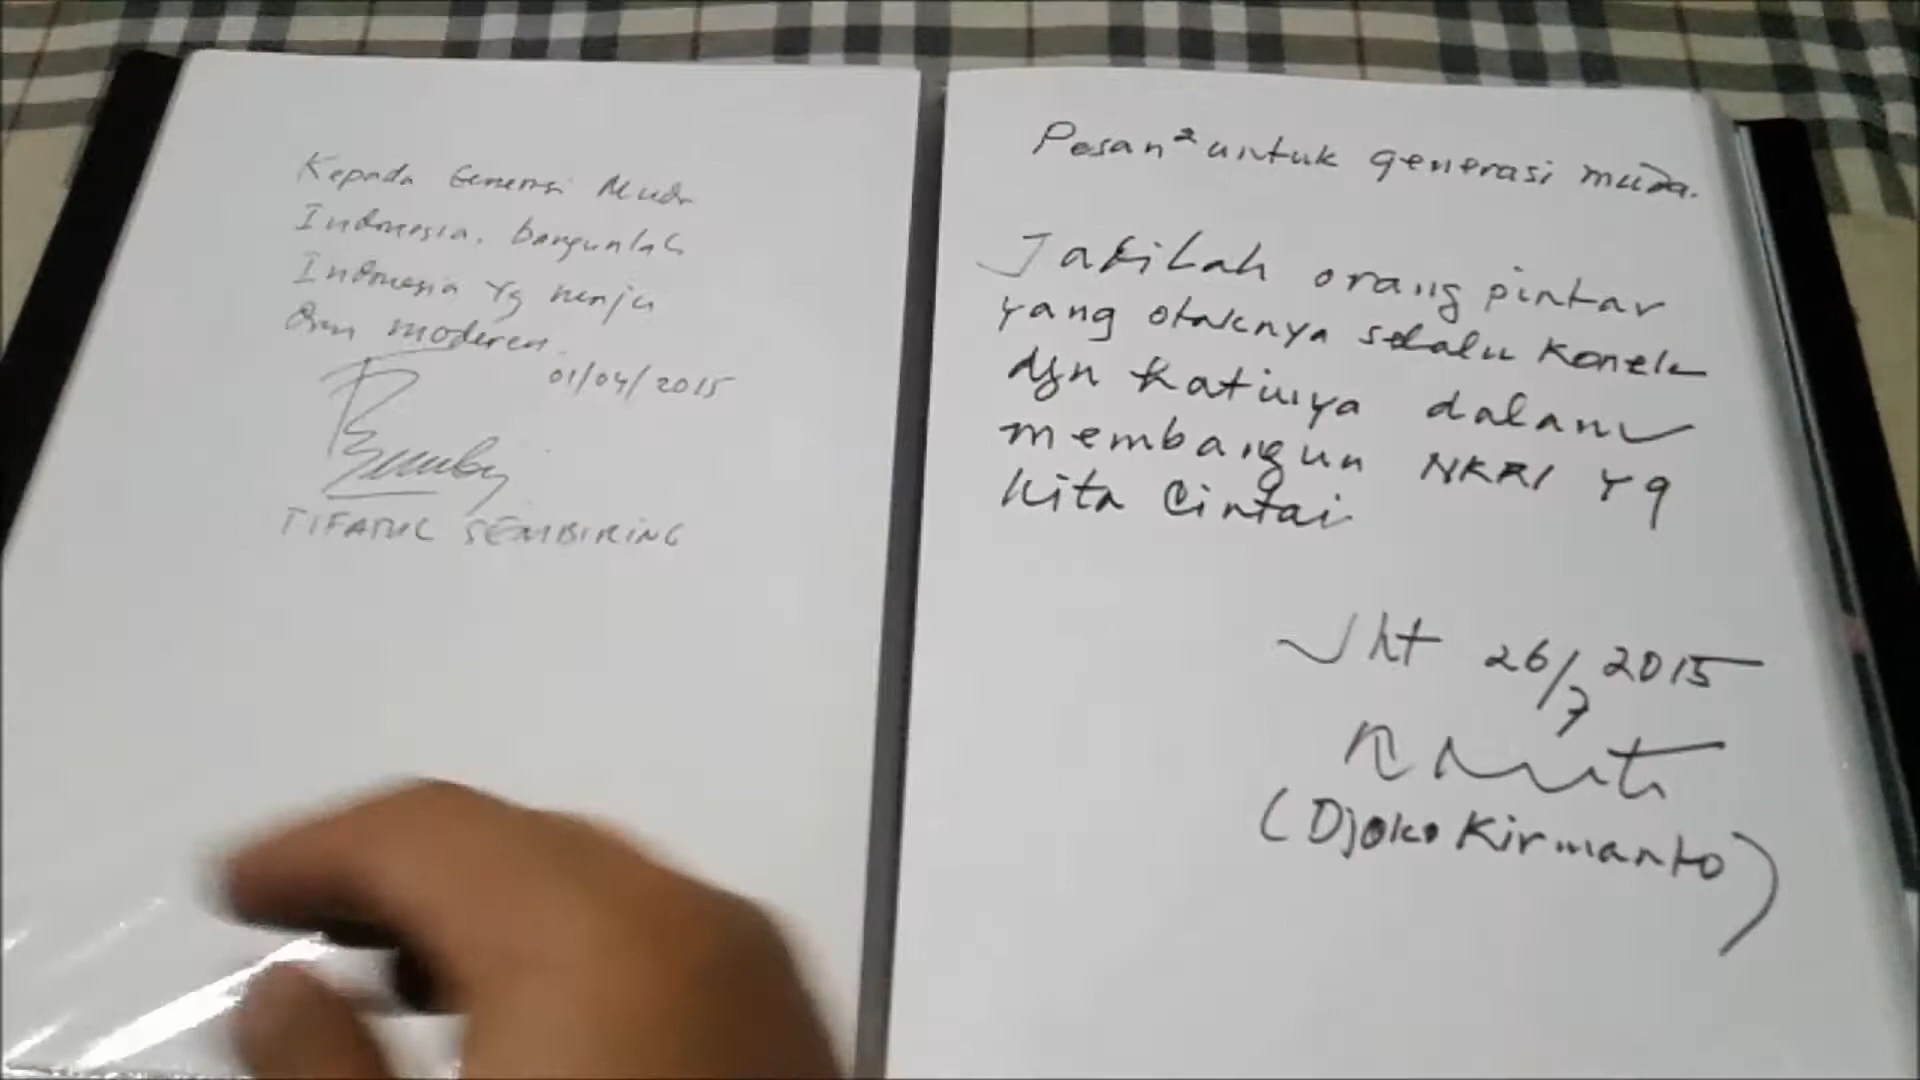 Kepada Generasi Muda
Indonesia, bangunlah
Indonesia Yg maju
dan moderen.
01/04/2015
TIFATUL SEMBIRING
Pesan² untuk generasi muda.
Jadilah orang pintar
yang otaknya selalu konek
dgn hatinya dalam
membangun NKRI Yg
kita Cintai
Jkt 26/7 2015
(Djoko Kirmanto)